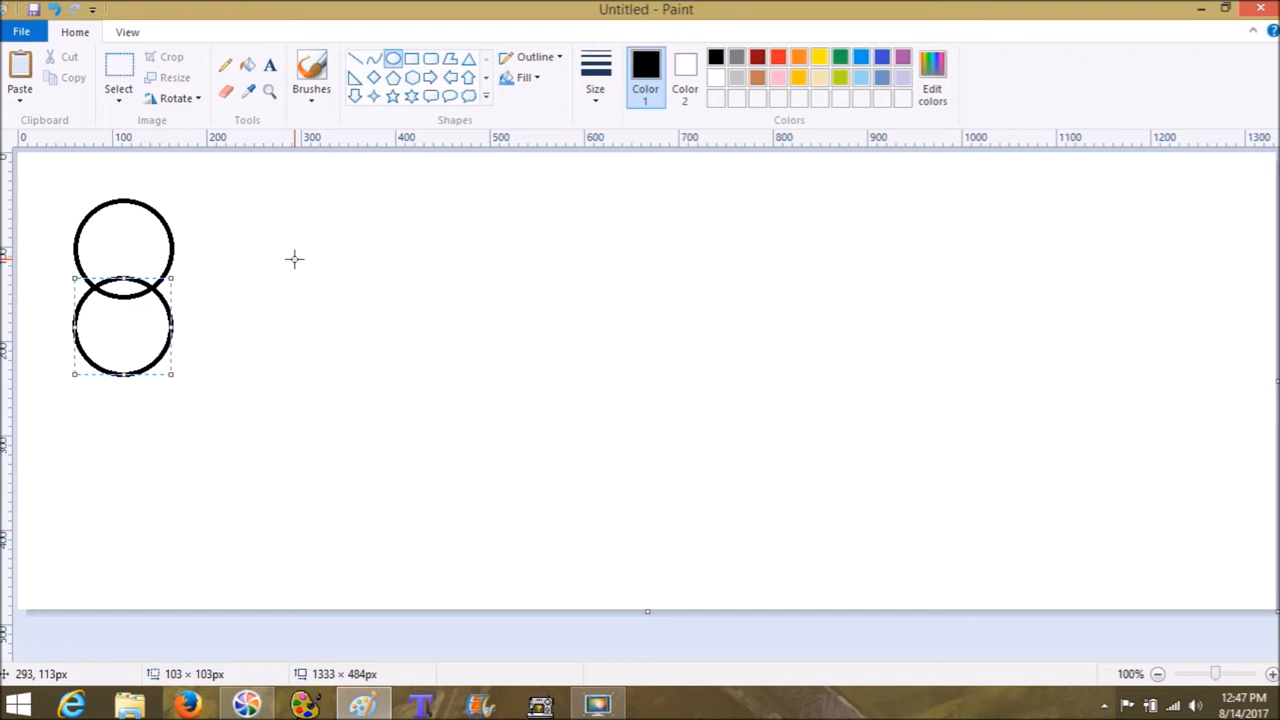 Untitled - Paint
File Home View
Paste
Cut
Copy
Clipboard
Select
Crop
Resize
Rotate
Image
Tools
Brushes
Shapes
Outline
Fill
Size
Color 1
Color 2
Edit colors
Colors
0 100 200 300 400 500 600 700 800 900 1000 1100 1200 1300
293, 113px 103 × 103px 1333 × 484px 100%
12:47 PM
8/14/2017